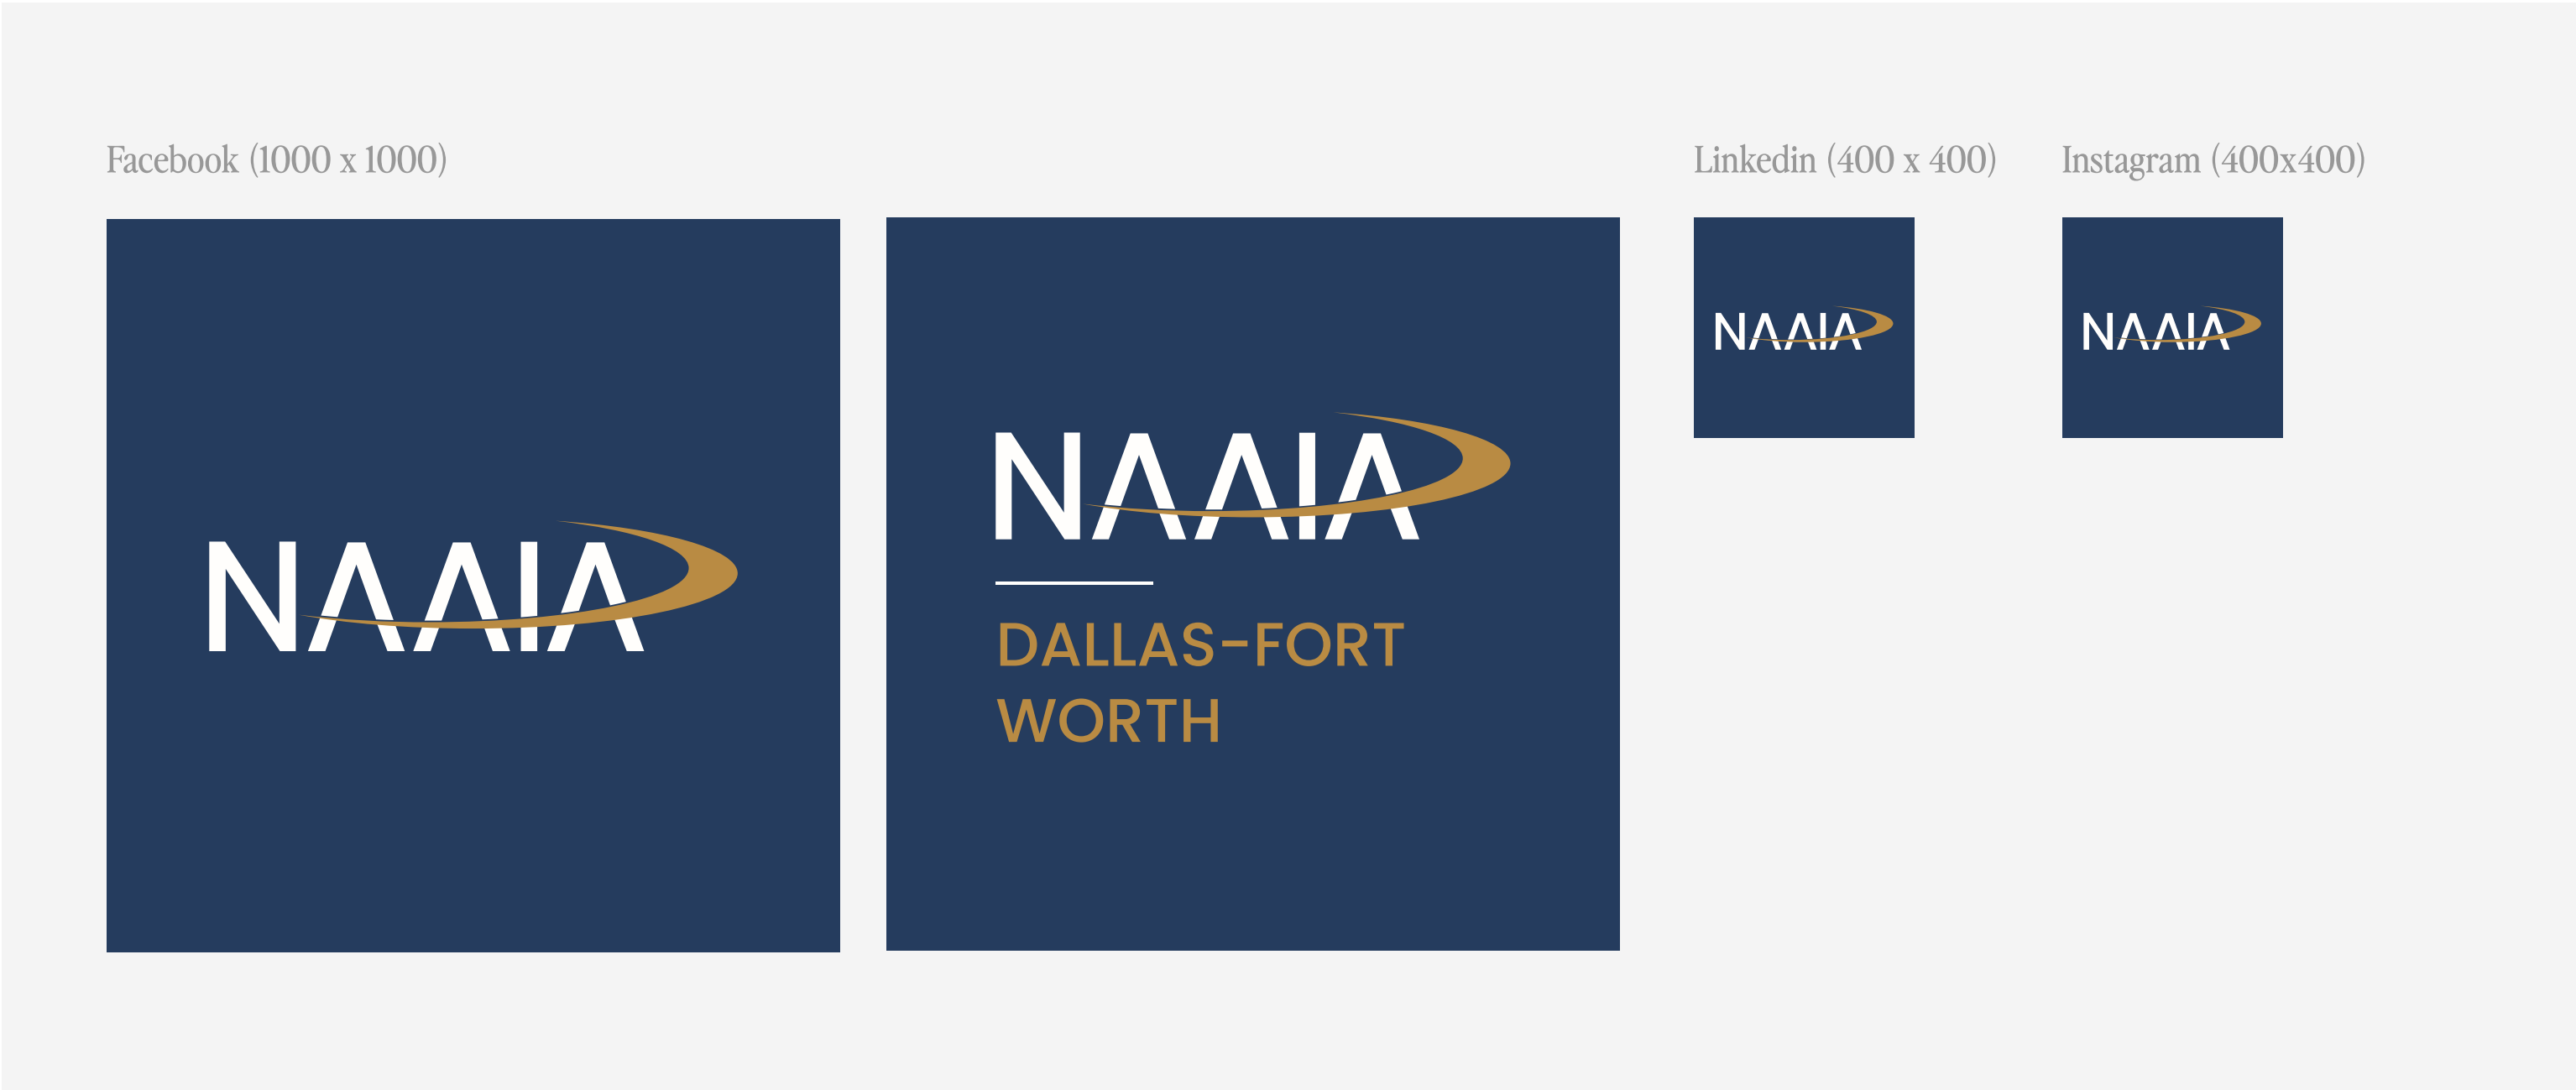 Facebook (1000 x 1000)
Linkedin (400 x 400)
Instagram (400x400)
NAAIA
NAAIA
DALLAS-FORT
WORTH
NAAIA
NAAIA